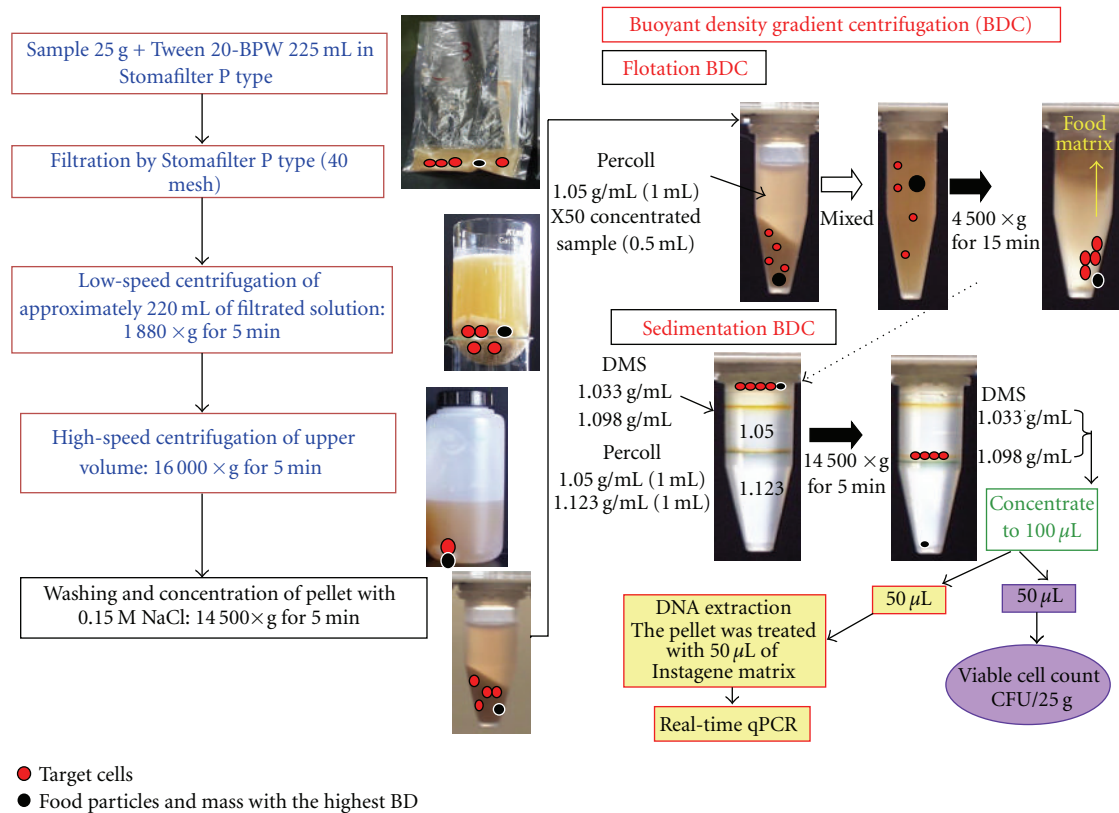 Sample 25 g + Tween 20-BPW 225 mL in
Stomafilter P type
Filtration by Stomafilter P type (40
mesh)
Low-speed centrifugation of
approximately 220 mL of filtrated solution:
1 880 ×g for 5 min
High-speed centrifugation of upper
volume: 16 000 ×g for 5 min
Washing and concentration of pellet with
0.15 M NaCl: 14 500×g for 5 min
Buoyant density gradient centrifugation (BDC)
Flotation BDC
Percoll
1.05 g/mL (1 mL)
X50 concentrated
sample (0.5 mL)
Mixed
4 500 ×g
for 15 min
Food
matrix
Sedimentation BDC
DMS
1.033 g/mL
1.098 g/mL
Percoll
1.05 g/mL (1 mL)
1.123 g/mL (1 mL)
1.05
1.123
14 500 ×g
for 5 min
DMS
1.033 g/mL
1.098 g/mL
Concentrate
to 100 μL
50 μL
50 μL
DNA extraction
The pellet was treated
with 50 μL of
Instagene matrix
Real-time qPCR
Viable cell count
CFU/25 g
Target cells
Food particles and mass with the highest BD